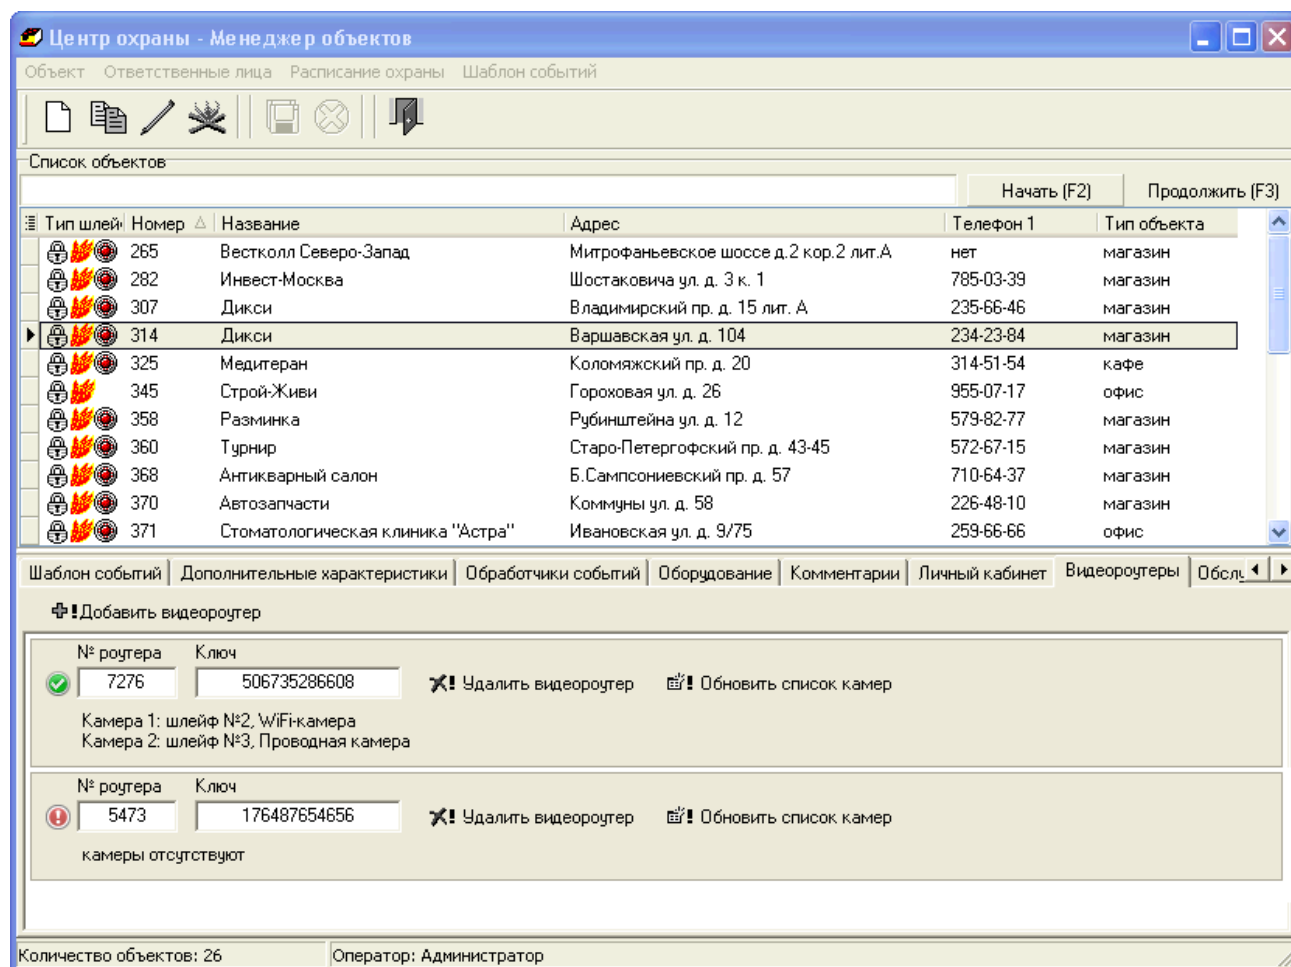 Центр охраны - Менеджер объектов
Объект Ответственные лица Расписание охраны Шаблон событий
Список объектов
Начать (F2) Продолжить (F3)
Тип шлей Номер Название Адрес Телефон 1 Тип объекта
265 Вестколл Северо-Запад Митрофаньевское шоссе д.2 кор.2 лит.А нет магазин
282 Инвест-Москва Шостаковича ул. д. 3 к. 1 785-03-39 магазин
307 Дикси Владимирский пр. д. 15 лит. А 235-66-46 магазин
314 Дикси Варшавская ул. д. 104 234-23-84 магазин
325 Медитеран Коломяжский пр. д. 20 314-51-54 кафе
345 Строй-Живи Гороховая ул. д. 26 955-07-17 офис
358 Разминка Рубинштейна ул. д. 12 579-82-77 магазин
360 Турнир Старо-Петергофский пр. д. 43-45 572-67-15 магазин
368 Антикварный салон Б.Сампсониевский пр. д. 57 710-64-37 магазин
370 Автозапчасти Коммуны ул. д. 58 226-48-10 магазин
371 Стоматологическая клиника "Астра" Ивановская ул. д. 9/75 259-66-66 офис
Шаблон событий Дополнительные характеристики Обработчики событий Оборудование Комментарии Личный кабинет Видеороутеры Обслу
Добавить видеороутер
№ роутера Ключ
7276 506735286608 Удалить видеороутер Обновить список камер
Камера 1: шлейф №2, WiFi-камера
Камера 2: шлейф №3, Проводная камера
№ роутера Ключ
5473 176487654656 Удалить видеороутер Обновить список камер
камеры отсутствуют
Количество объектов: 26 Оператор: Администратор